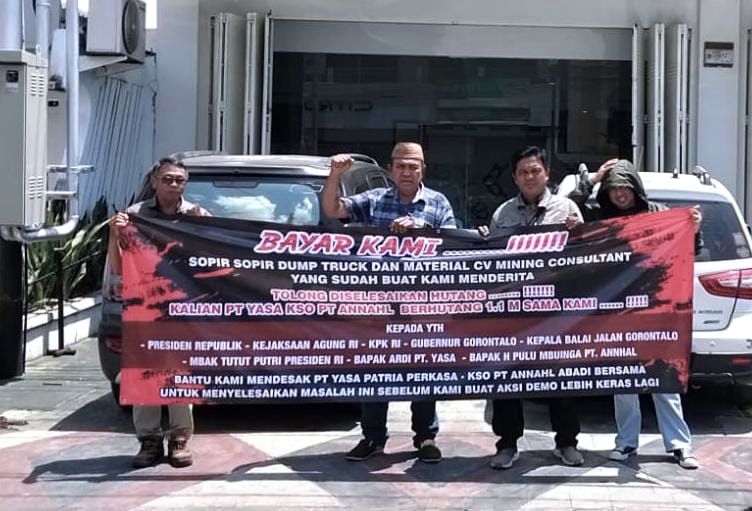 BAYAR KAMI ......... !!!!!!!!
SOPIR SOPIR DUMP TRUCK DAN MATERIAL CV MINING CONSULTANT
YANG SUDAH BUAT KAMI MENDERITA
TOLONG DISELESAIKAN HUTANG ........ !!!!!!!!
KALIAN PT YASA KSO PT ANNAHL BERHUTANG 1.1 M SAMA KAMI ...... !!!!!
KEPADA YTH
- PRESIDEN REPUBLIK - KEJAKSAAN AGUNG RI - KPK RI - GUBERNUR GORONTALO - KEPALA BALAI JALAN GORONTALO
- MBAK TUTUT PUTRI PRESIDEN RI - BAPAK ARDI PT. YASA - BAPAK H PULU MBUINGA PT. ANNHAL
BANTU KAMI MENDESAK PT YASA PATRIA PERKASA - KSO PT ANNAHL ABADI BERSAMA
UNTUK MENYELESAIKAN MASALAH INI SEBELUM KAMI BUAT AKSI DEMO LEBIH KERAS LAGI